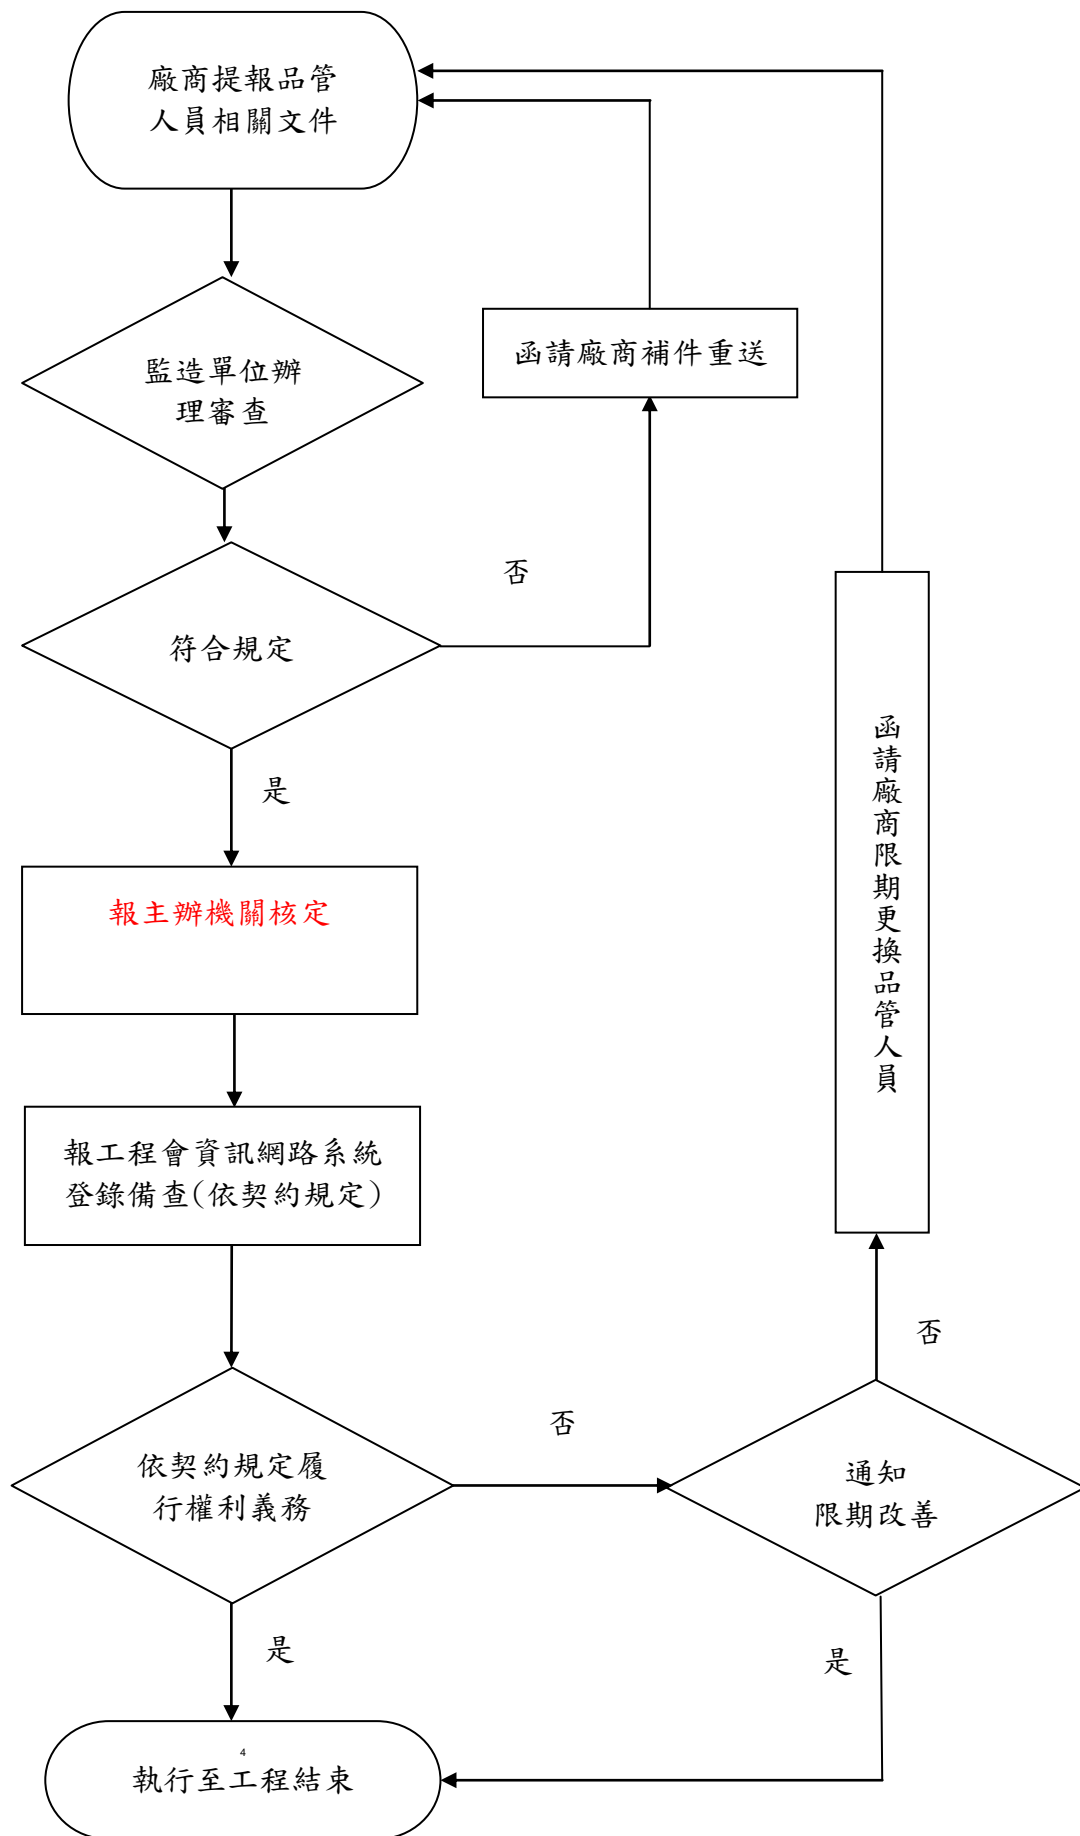 廠商提報品管
人員相關文件
函請廠商補件重送
監造單位辦
理審查
否
符合規定
是
函請廠商限期更換品管人員
報主辦機關核定
報工程會資訊網路系統
登錄備查(依契約規定)
否
否
依契約規定履
行權利義務
通知
限期改善
是
是
4
執行至工程結束